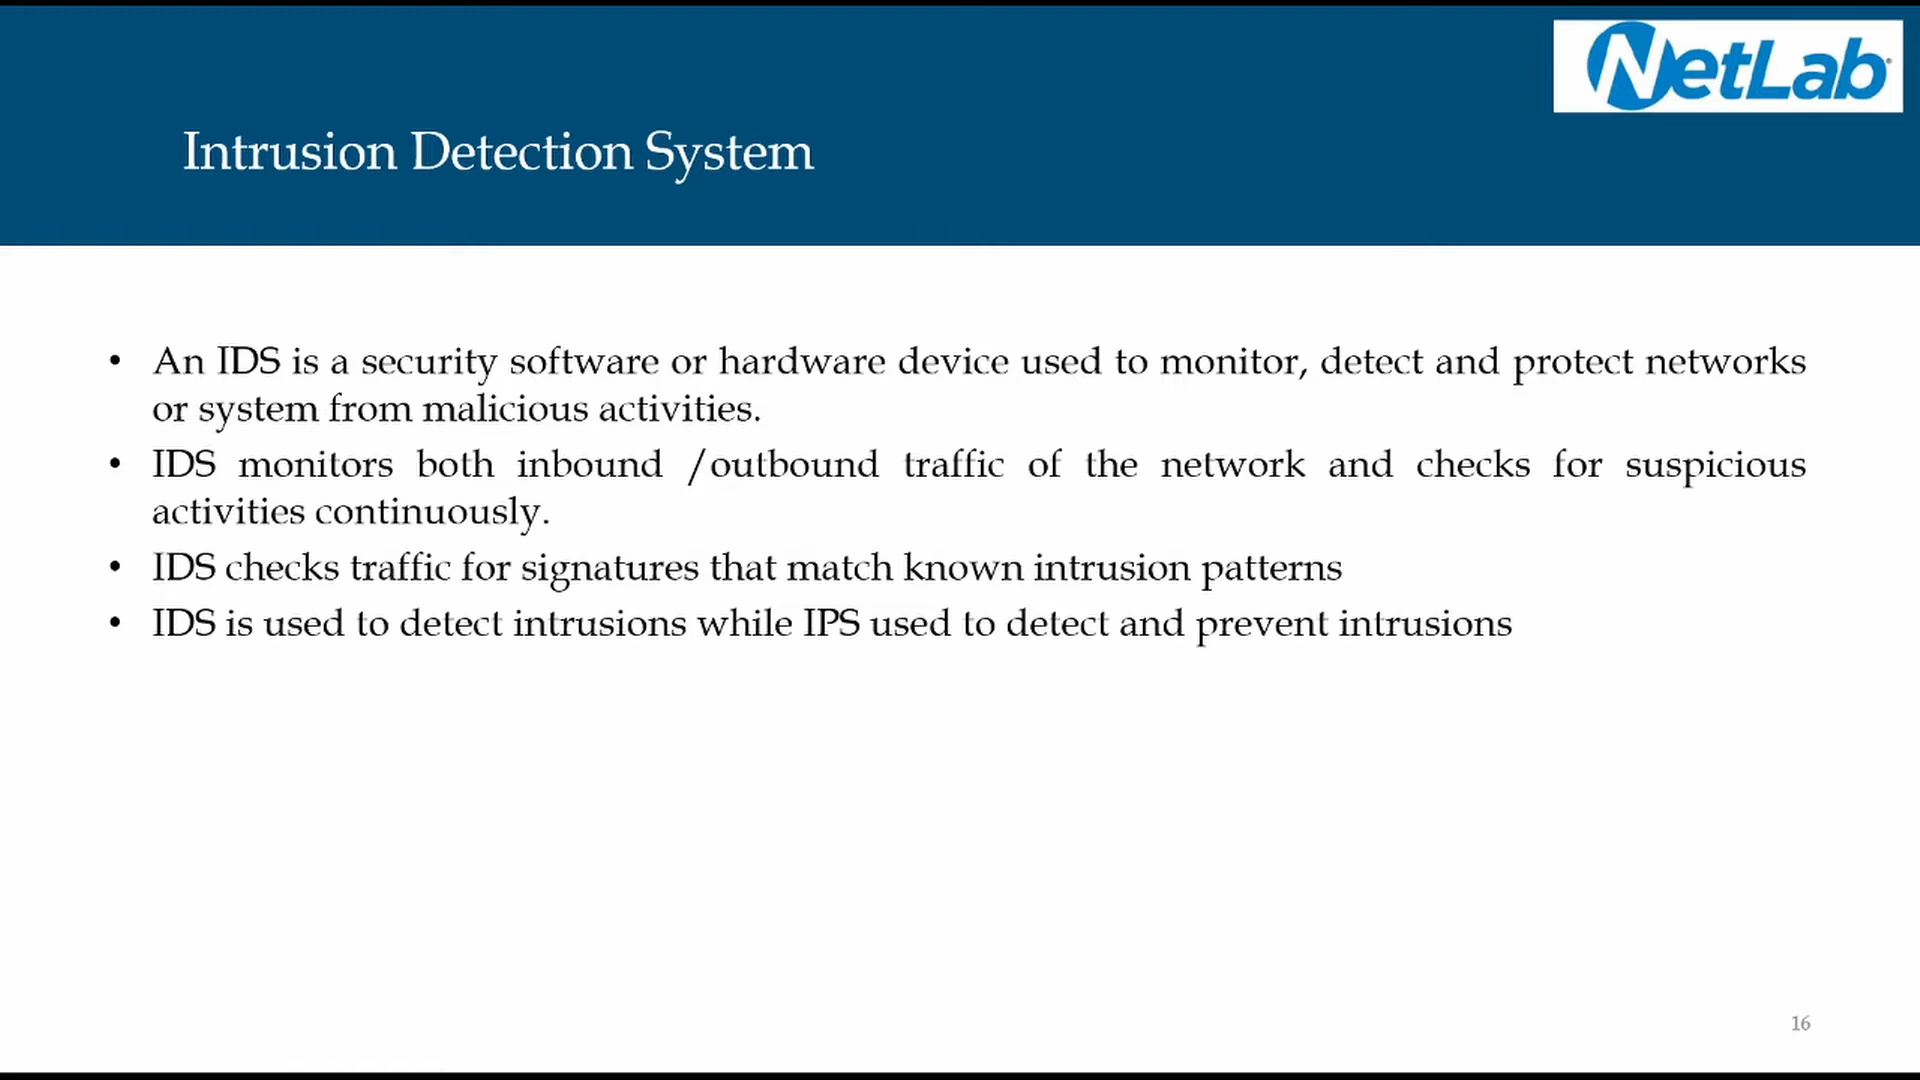 NetLab
Intrusion Detection System
• An IDS is a security software or hardware device used to monitor, detect and protect networks
or system from malicious activities.
• IDS monitors both inbound /outbound traffic of the network and checks for suspicious
activities continuously.
• IDS checks traffic for signatures that match known intrusion patterns
• IDS is used to detect intrusions while IPS used to detect and prevent intrusions
16